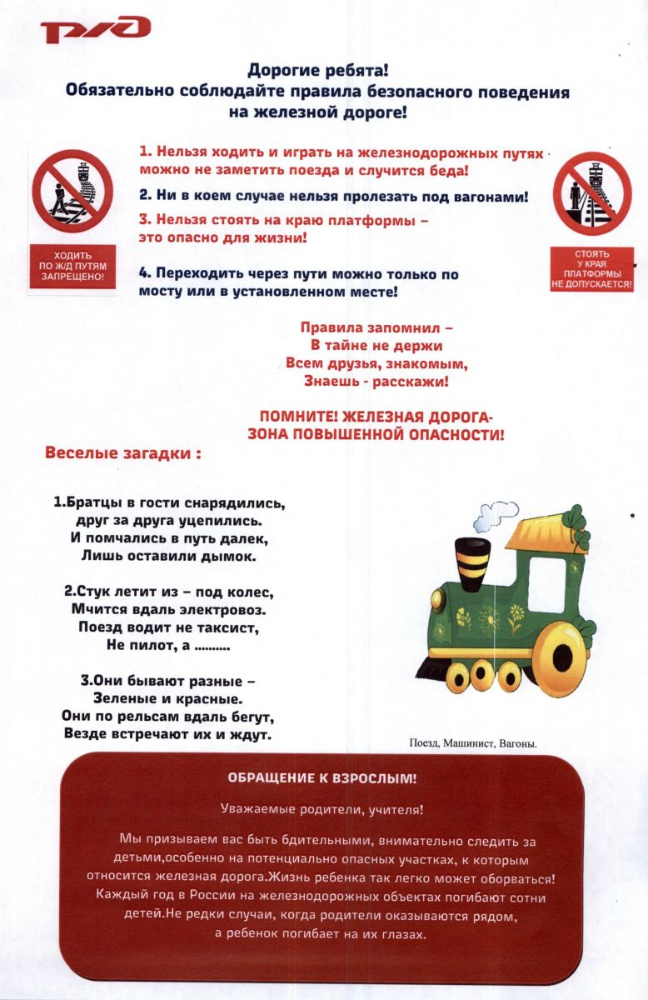 РЖД
Дорогие ребята!
Обязательно соблюдайте правила безопасного поведения
на железной дороге!
1. Нельзя ходить и играть на железнодорожных путях
можно не заметить поезда и случится беда!
2. Ни в коем случае нельзя пролезать под вагонами!
3. Нельзя стоять на краю платформы –
это опасно для жизни!
4. Переходить через пути можно только по
мосту или в установленном месте!
ХОДИТЬ
ПО Ж/Д ПУТЯМ
ЗАПРЕЩЕНО!
СТОЯТЬ
У КРАЯ
ПЛАТФОРМЫ
НЕ ДОПУСКАЕТСЯ!
Правила запомнил –
В тайне не держи
Всем друзья, знакомым,
Знаешь - расскажи!
ПОМНИТЕ! ЖЕЛЕЗНАЯ ДОРОГА-
ЗОНА ПОВЫШЕННОЙ ОПАСНОСТИ!
Веселые загадки :
1.Братцы в гости снарядились,
друг за друга уцепились.
И помчались в путь далек,
Лишь оставили дымок.
2.Стук летит из – под колес,
Мчится вдаль электровоз.
Поезд водит не таксист,
Не пилот, а ..........
3.Они бывают разные –
Зеленые и красные.
Они по рельсам вдаль бегут,
Везде встречают их и ждут.
Поезд, Машинист, Вагоны.
ОБРАЩЕНИЕ К ВЗРОСЛЫМ!
Уважаемые родители, учителя!
Мы призываем вас быть бдительными, внимательно следить за
детьми,особенно на потенциально опасных участках, к которым
относится железная дорога.Жизнь ребенка так легко может оборваться!
Каждый год в России на железнодорожных объектах погибают сотни
детей.Не редки случаи, когда родители оказываются рядом,
а ребенок погибает на их глазах.